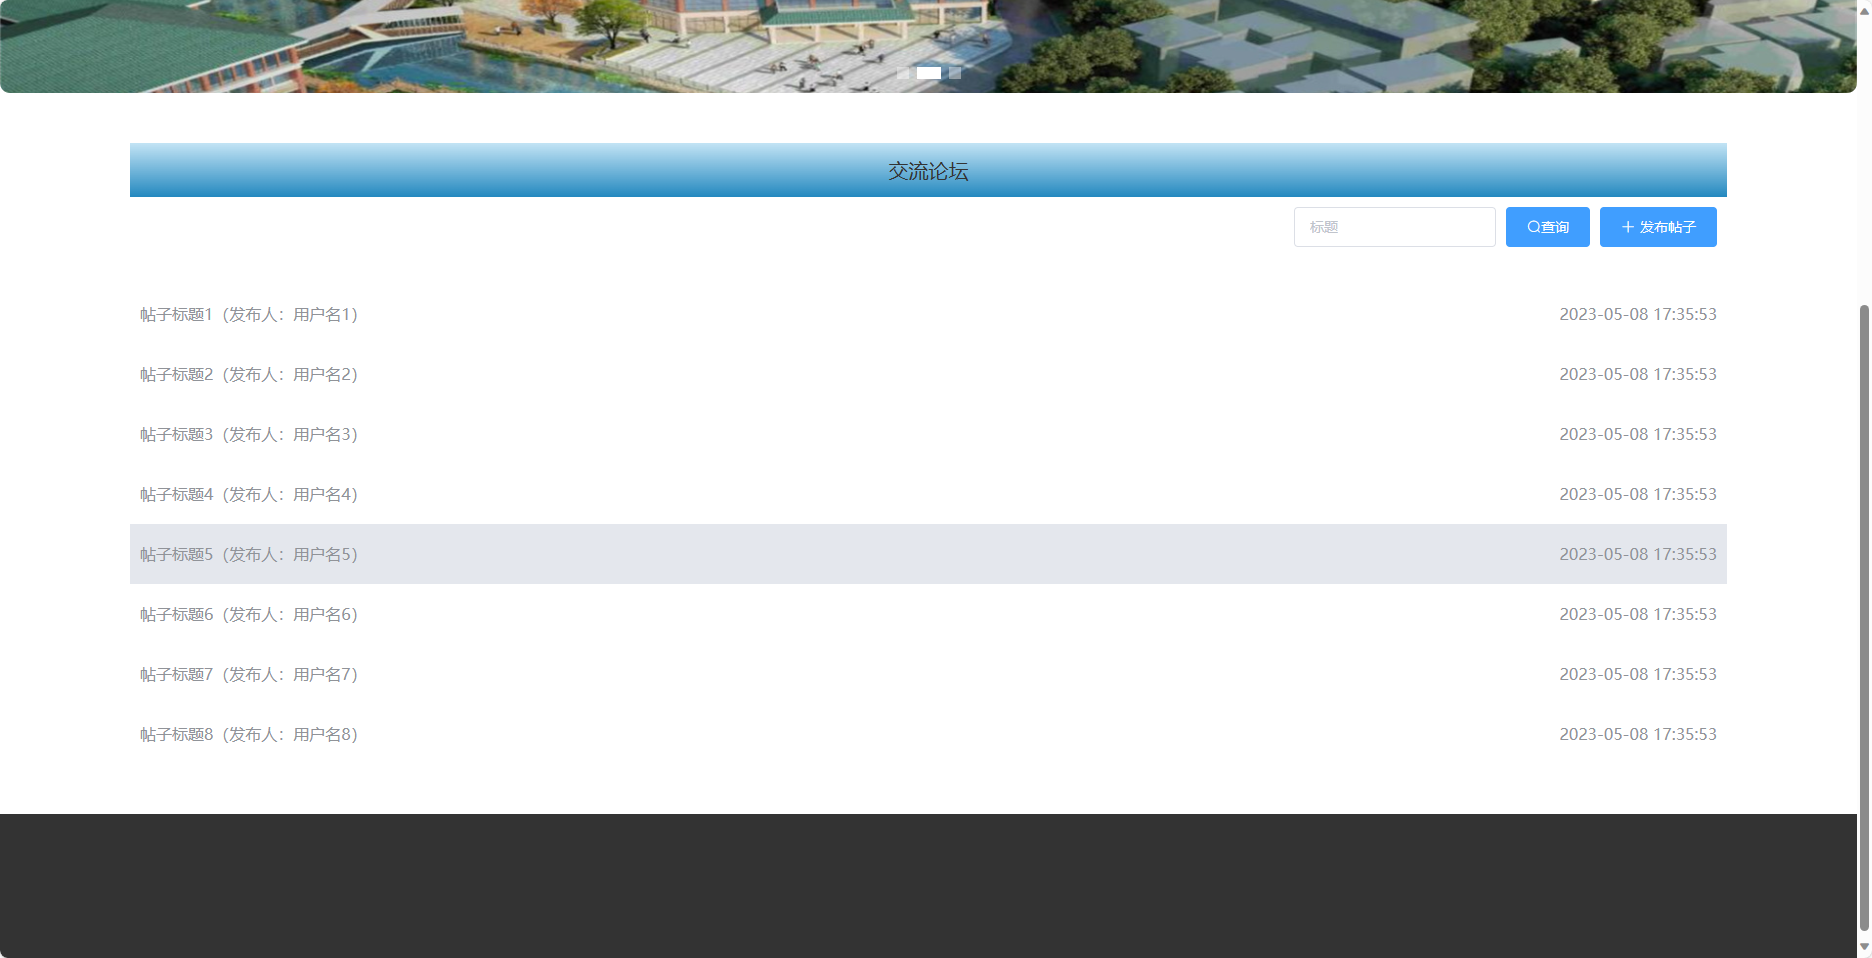 交流论坛
标题 查询 发布帖子
帖子标题1（发布人：用户名1） 2023-05-08 17:35:53
帖子标题2（发布人：用户名2） 2023-05-08 17:35:53
帖子标题3（发布人：用户名3） 2023-05-08 17:35:53
帖子标题4（发布人：用户名4） 2023-05-08 17:35:53
帖子标题5（发布人：用户名5） 2023-05-08 17:35:53
帖子标题6（发布人：用户名6） 2023-05-08 17:35:53
帖子标题7（发布人：用户名7） 2023-05-08 17:35:53
帖子标题8（发布人：用户名8） 2023-05-08 17:35:53